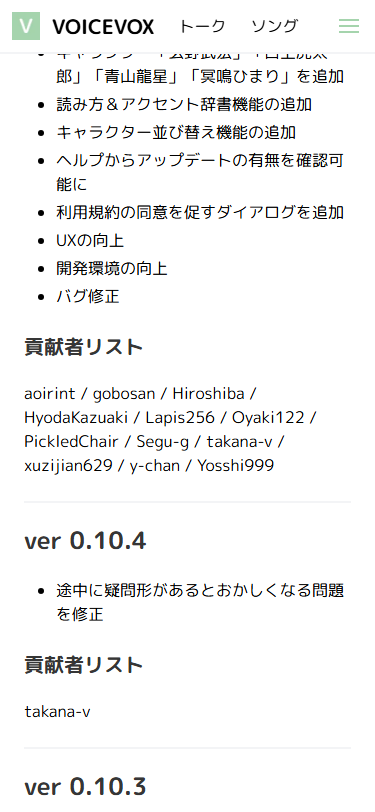 V VOICEVOX トーク ソング
郎」「青山龍星」「冥鳴ひまり」を追加
読み方＆アクセント辞書機能の追加
キャラクター並び替え機能の追加
ヘルプからアップデートの有無を確認可
能に
利用規約の同意を促すダイアログを追加
UXの向上
開発環境の向上
バグ修正
貢献者リスト
aoirint / gobosan / Hiroshiba /
HyodaKazuaki / Lapis256 / Oyaki122 /
PickledChair / Segu-g / takana-v /
xuzijian629 / y-chan / Yosshi999
ver 0.10.4
途中に疑問形があるとおかしくなる問題
を修正
貢献者リスト
takana-v
ver 0.10.3